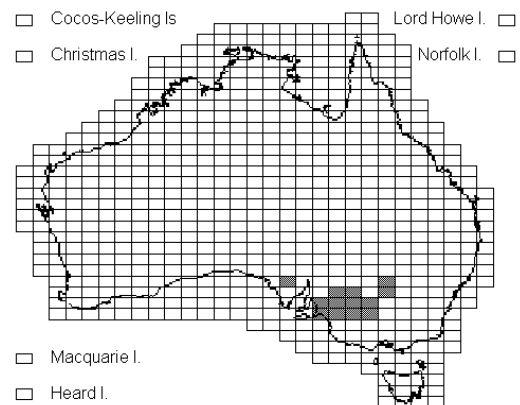 Cocos-Keeling Is
Lord Howe I.
Christmas I.
Norfolk I.
Macquarie I.
Heard I.